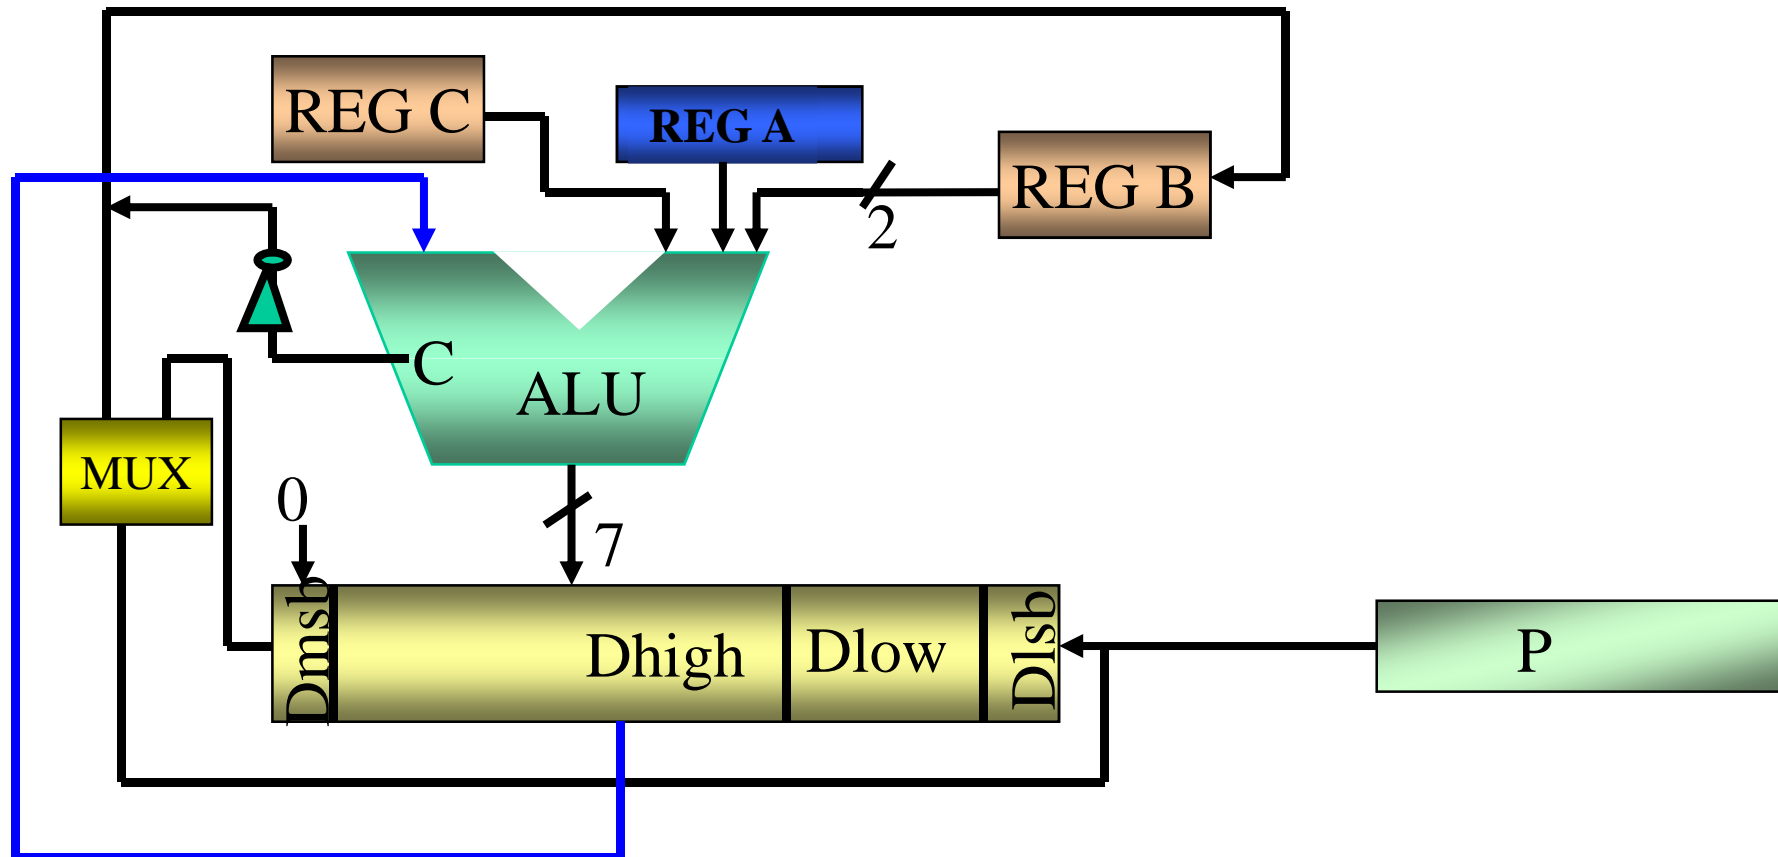 REG C
REG A
REG B
2
C
ALU
MUX
0
7
Dmsb
Dhigh
Dlow
Dlsb
P